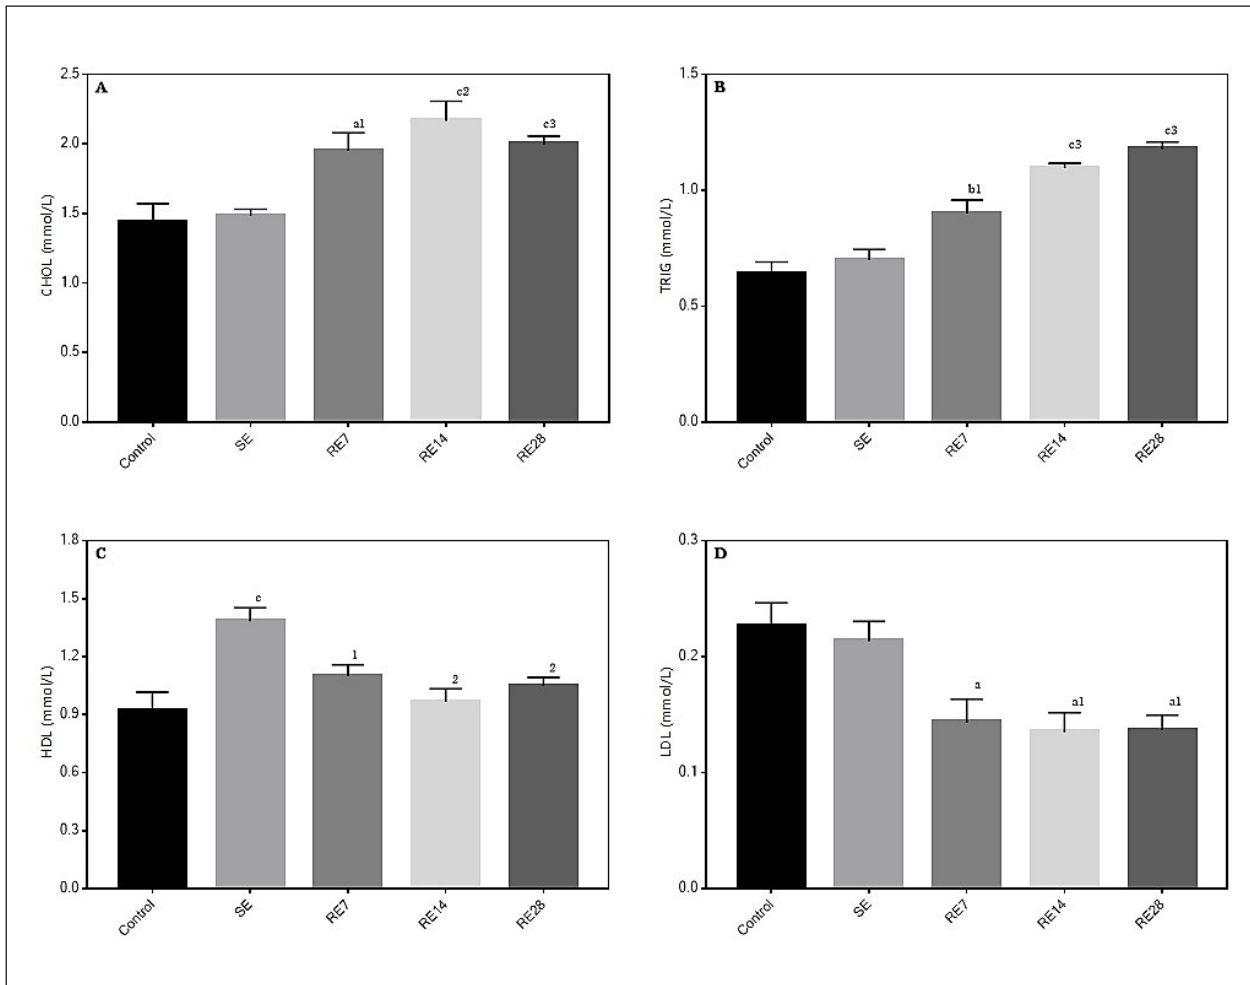 A
CHOL (mmol/L)
2.5
2.0
1.5
1.0
0.5
0.0
a1
c2
c3
Control
SE
RE7
RE14
RE28
B
TRIG (mmol/L)
1.5
1.0
0.5
0.0
b1
c3
c3
Control
SE
RE7
RE14
RE28
C
HDL (mmol/L)
1.8
1.5
1.2
0.9
0.6
0.3
0.0
c
1
2
2
Control
SE
RE7
RE14
RE28
D
LDL (mmol/L)
0.3
0.2
0.1
0.0
a
a1
a1
Control
SE
RE7
RE14
RE28